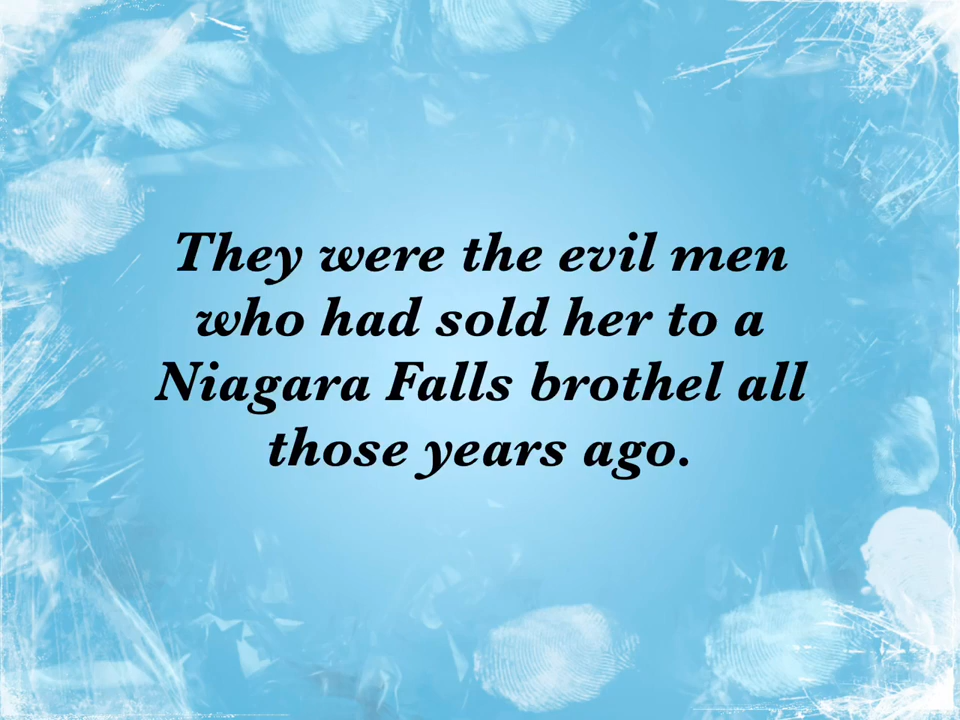 They were the evil men
who had sold her to a
Niagara Falls brothel all
those years ago.